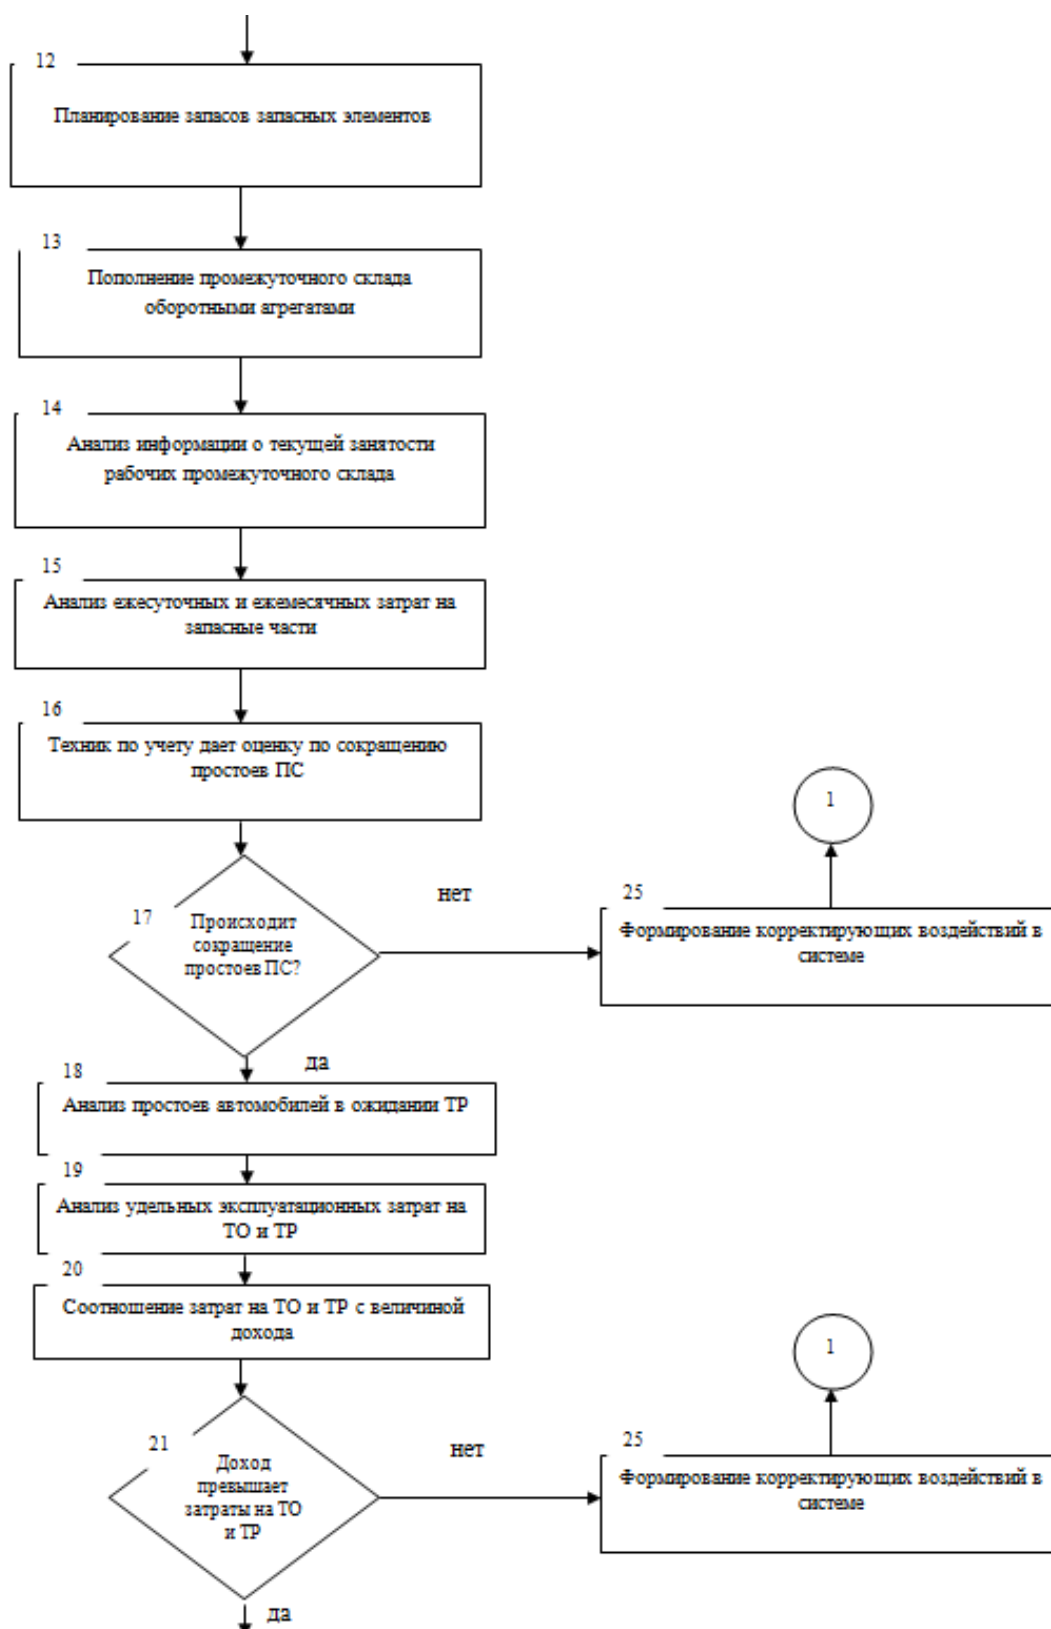 12
Планирование запасов запасных элементов
13
Пополнение промежуточного склада
оборотными агрегатами
14
Анализ информации о текущей занятости
рабочих промежуточного склада
15
Анализ ежесуточных и ежемесячных затрат на
запасные части
16
Техник по учету дает оценку по сокращению
простоев ПС
17
Происходит
сокращение
простоев ПС?
нет
25
Формирование корректирующих воздействий в
системе
1
да
18
Анализ простоев автомобилей в ожидании ТР
19
Анализ удельных эксплуатационных затрат на
ТО и ТР
20
Соотношение затрат на ТО и ТР с величиной
дохода
21
Доход
превышает
затраты на ТО
и ТР
нет
25
Формирование корректирующих воздействий в
системе
1
да